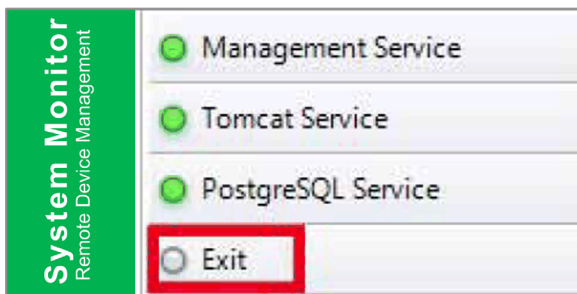 System Monitor
Remote Device Management
Management Service
Tomcat Service
PostgreSQL Service
Exit